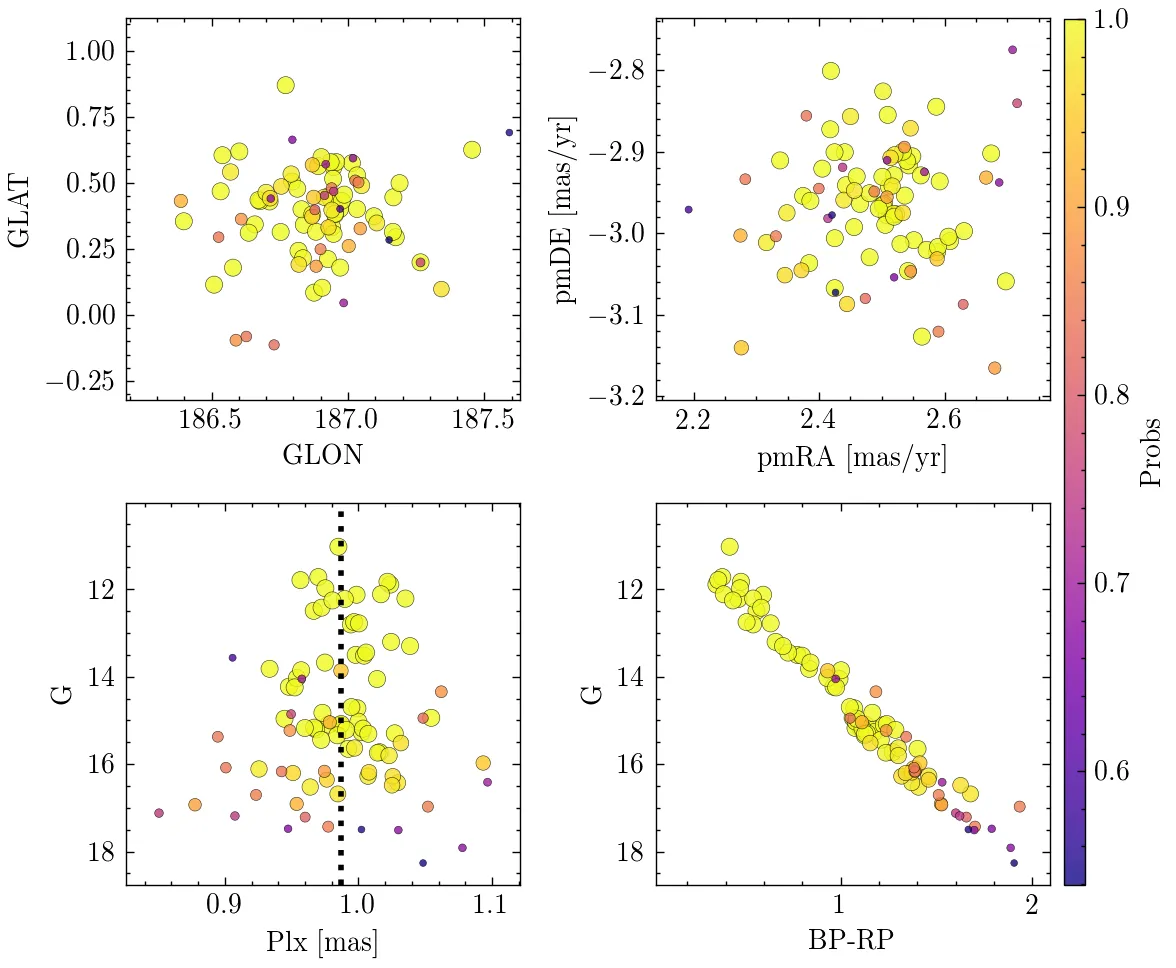 1.00
0.75
0.50
0.25
0.00
−0.25
GLAT
186.5 187.0 187.5
GLON
−2.8
−2.9
−3.0
−3.1
−3.2
pmDE [mas/yr]
2.2 2.4 2.6
pmRA [mas/yr]
1.0
0.9
0.8
0.7
0.6
Probs
12
14
16
18
G
0.9 1.0 1.1
Plx [mas]
12
14
16
18
G
1 2
BP-RP